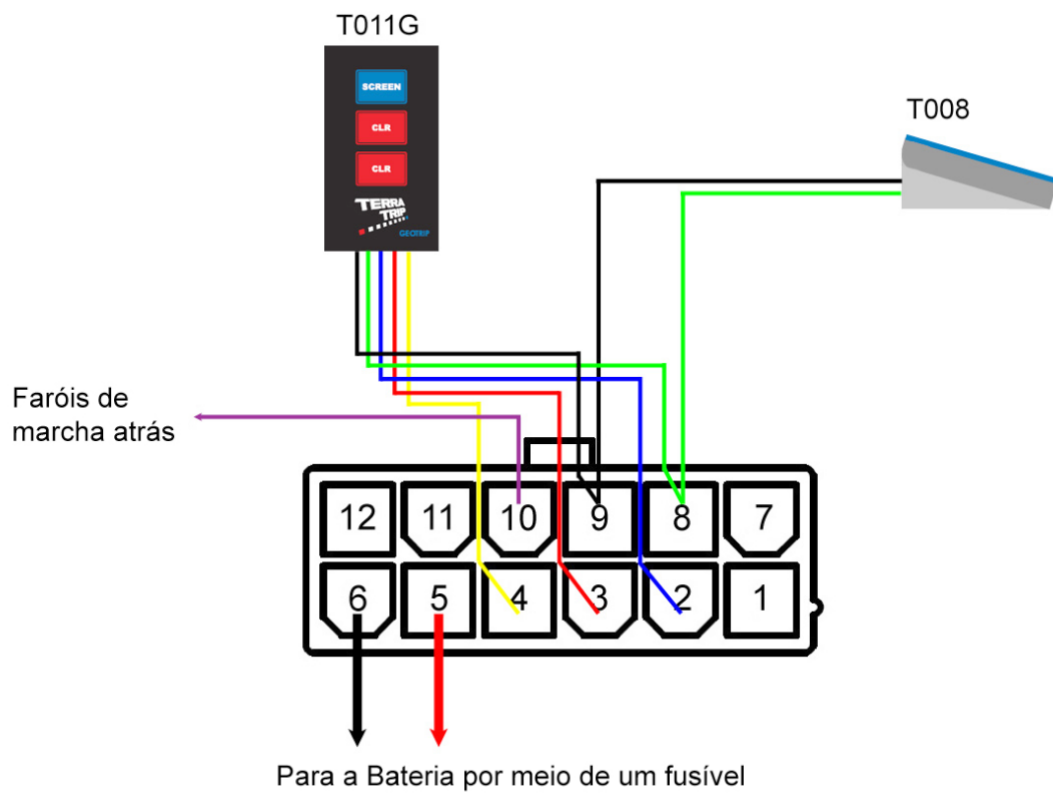 T011G
SCREEN
CLR
CLR
TERRA
TRIP
GEOTRIP
T008
Faróis de
marcha atrás
12 11 10 9 8 7
6 5 4 3 2 1
Para a Bateria por meio de um fusível